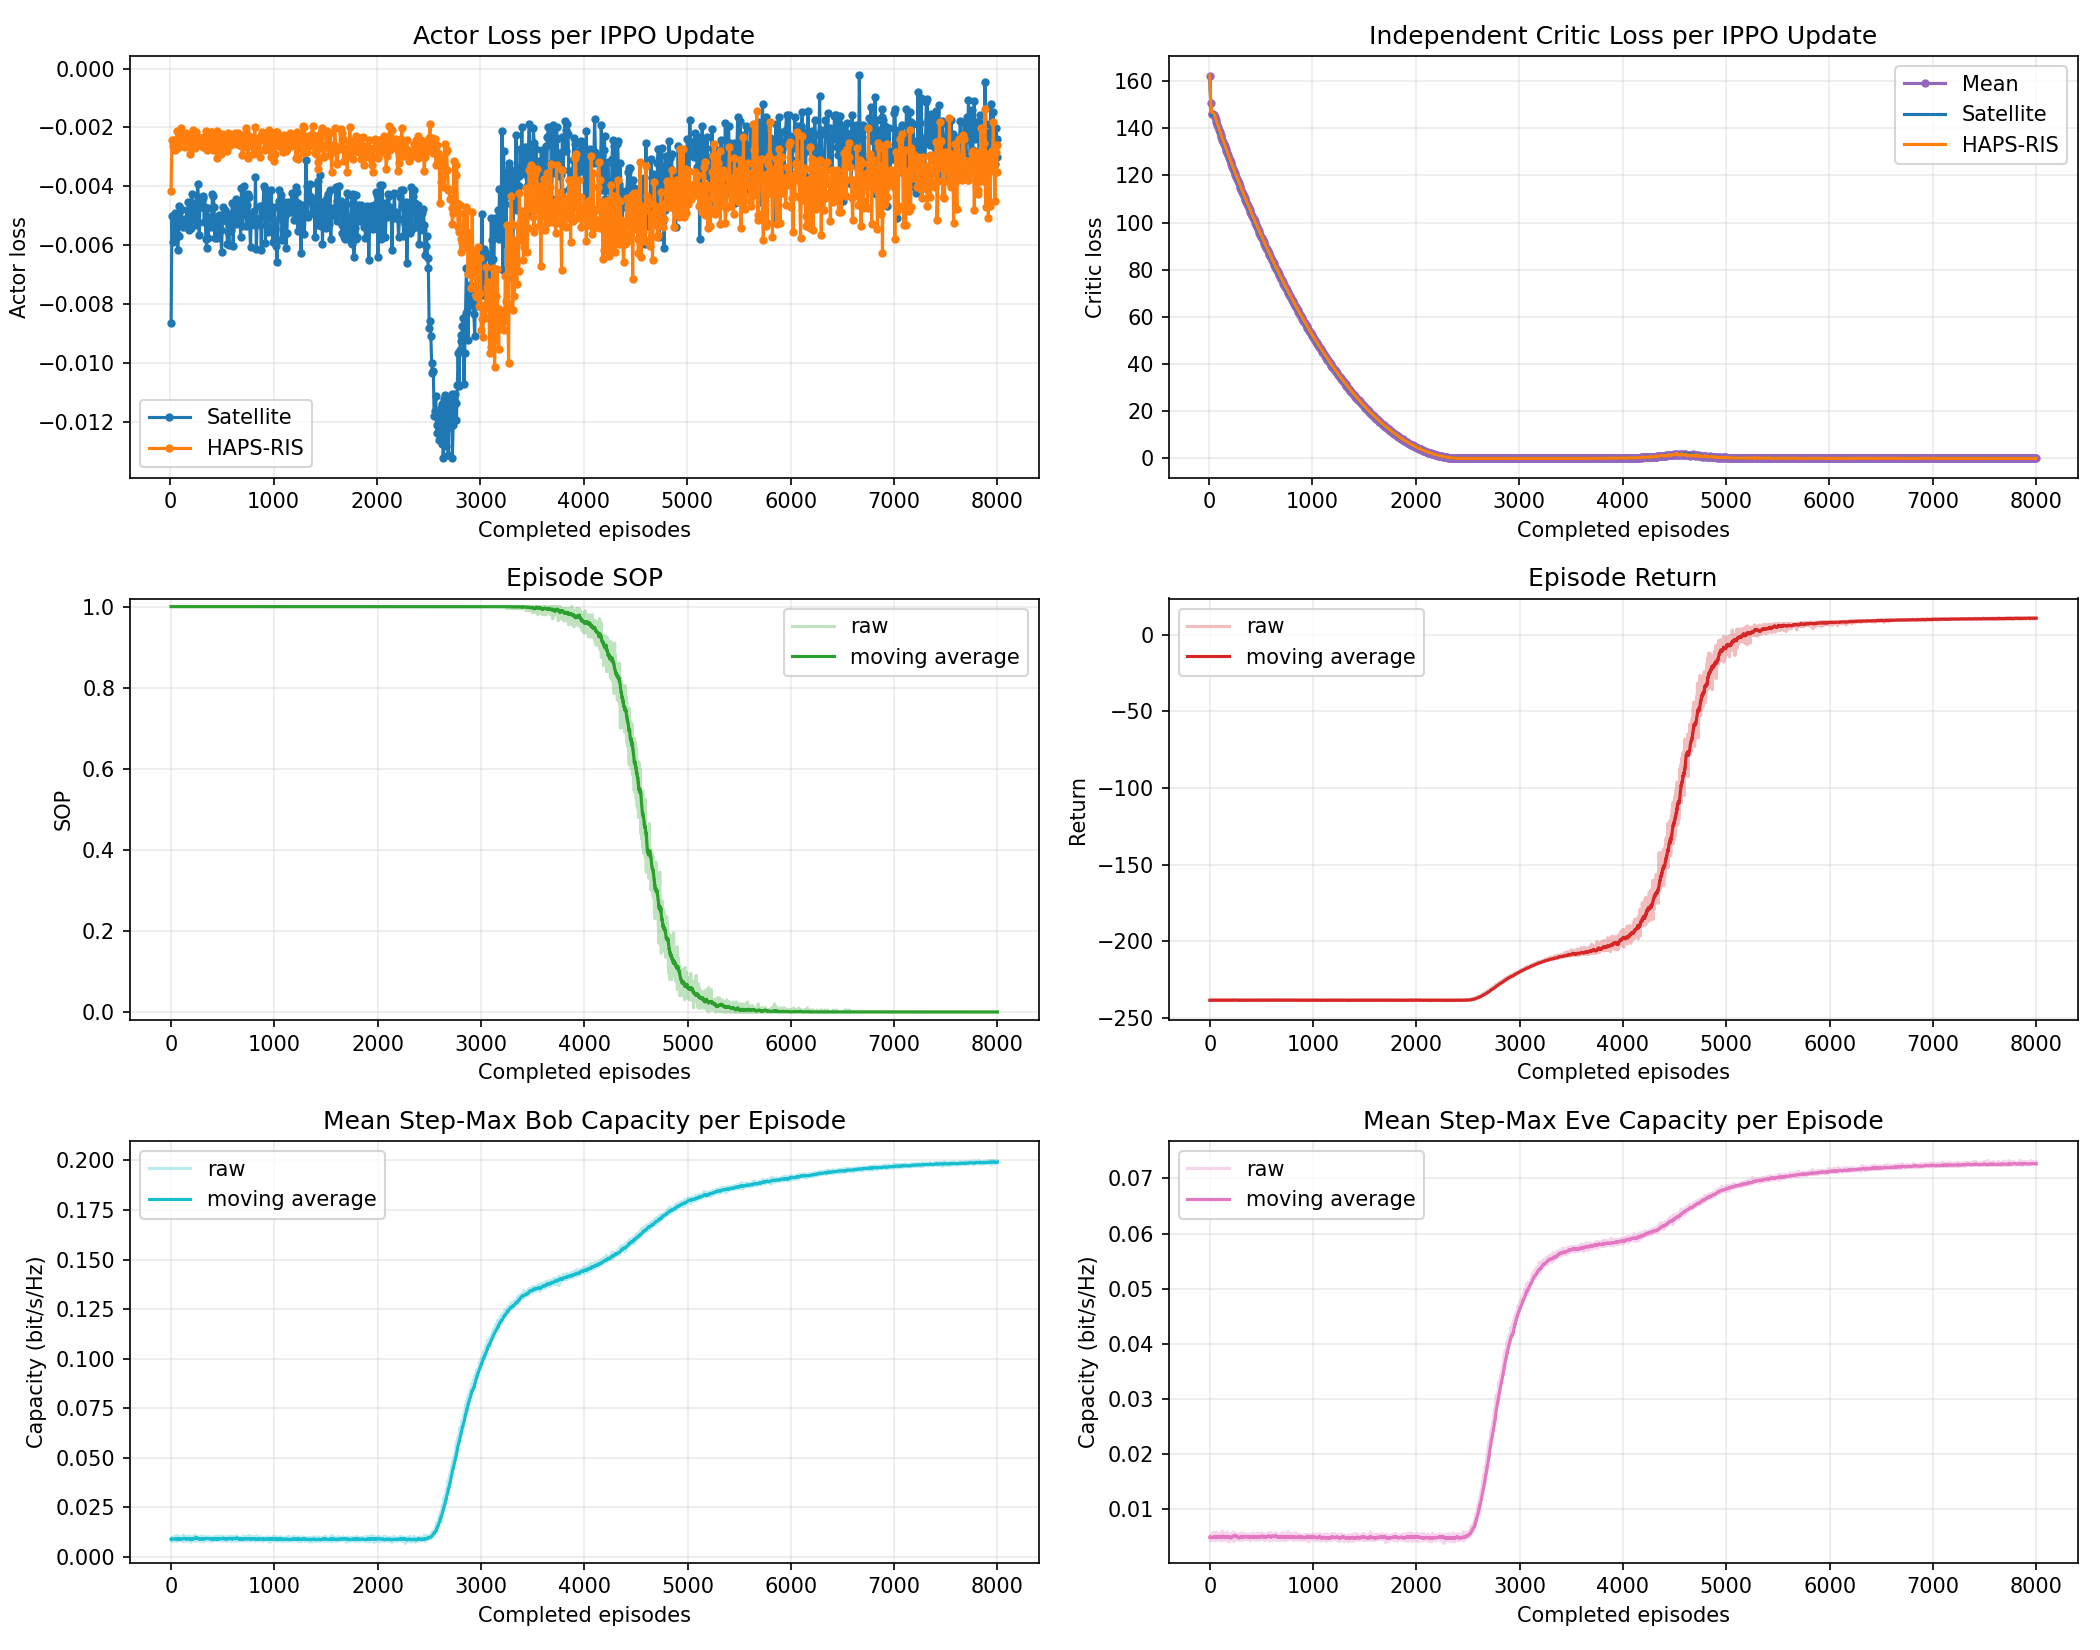 Actor Loss per IPPO Update
0.000
−0.002
−0.004
−0.006
−0.008
−0.010
−0.012
Actor loss
Satellite
HAPS-RIS
0 1000 2000 3000 4000 5000 6000 7000 8000
Completed episodes
Independent Critic Loss per IPPO Update
160
140
120
100
80
60
40
20
0
Critic loss
Mean
Satellite
HAPS-RIS
0 1000 2000 3000 4000 5000 6000 7000 8000
Completed episodes
Episode SOP
1.0
0.8
0.6
0.4
0.2
0.0
SOP
raw
moving average
0 1000 2000 3000 4000 5000 6000 7000 8000
Completed episodes
Episode Return
0
−50
−100
−150
−200
−250
Return
raw
moving average
0 1000 2000 3000 4000 5000 6000 7000 8000
Completed episodes
Mean Step-Max Bob Capacity per Episode
0.200
0.175
0.150
0.125
0.100
0.075
0.050
0.025
0.000
Capacity (bit/s/Hz)
raw
moving average
0 1000 2000 3000 4000 5000 6000 7000 8000
Completed episodes
Mean Step-Max Eve Capacity per Episode
0.07
0.06
0.05
0.04
0.03
0.02
0.01
Capacity (bit/s/Hz)
raw
moving average
0 1000 2000 3000 4000 5000 6000 7000 8000
Completed episodes